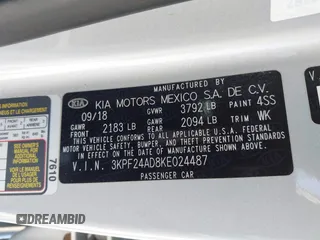 MANUFACTURED BY
KIA KIA MOTORS MEXICO S.A. DE C.V.
09/18 GVWR 3792 LB PAINT 4SS
GAWR FRONT 2183 LB GAWR REAR 2094 LB TRIM WK
THIS VEHICLE CONFORMS TO ALL APPLICABLE U.S. FEDERAL
MOTOR VEHICLE SAFETY, BUMPER, AND THEFT PREVENTION STANDARDS
IN EFFECT ON THE DATE OF MANUFACTURE SHOWN ABOVE.
V.I.N. 3KPF24AD8KE024487
PASSENGER CAR
7610
DREAMBID